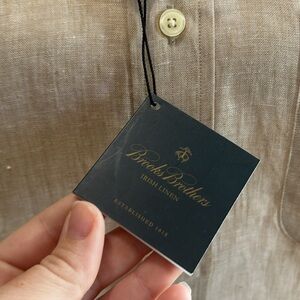 Brooks Brothers
IRISH LINEN
ESTABLISHED 1818